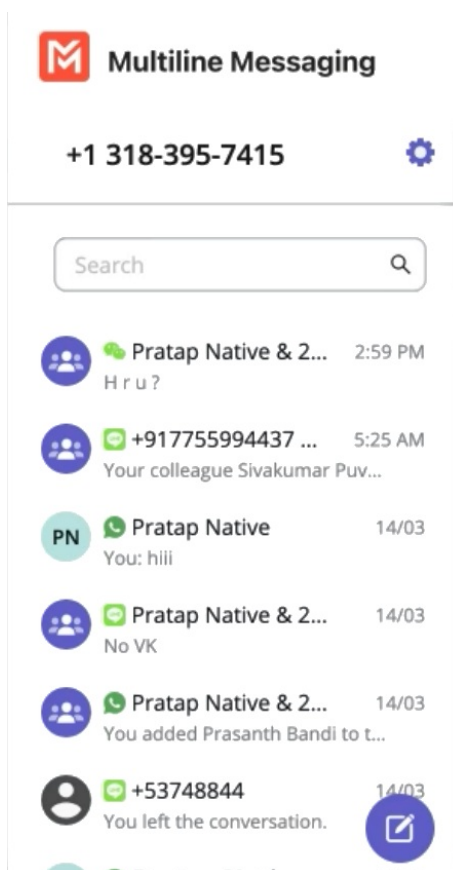 Multiline Messaging
+1 318-395-7415
Search
Pratap Native & 2... 2:59 PM
H r u ?
+917755994437 ... 5:25 AM
Your colleague Sivakumar Puv...
PN Pratap Native 14/03
You: hiii
Pratap Native & 2... 14/03
No VK
Pratap Native & 2... 14/03
You added Prasanth Bandi to t...
+53748844 14/03
You left the conversation.